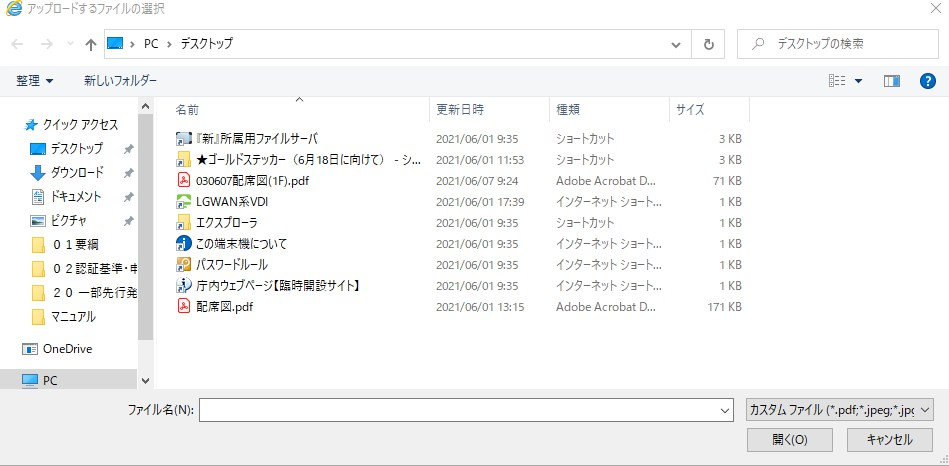 アップロードするファイルの選択
PC › デスクトップ
デスクトップの検索
整理 新しいフォルダー
名前 更新日時 種類 サイズ
クイック アクセス
デスクトップ
ダウンロード
ドキュメント
ピクチャ
01要綱
02認証基準・申
20 一部先行発
マニュアル
OneDrive
PC
『新』所属用ファイルサーバ 2021/06/01 9:35 ショートカット 3 KB
★ゴールドステッカー（6月18日に向けて） - シ... 2021/06/01 11:53 ショートカット 3 KB
030607配席図(1F).pdf 2021/06/07 9:24 Adobe Acrobat D... 71 KB
LGWAN系VDI 2021/06/01 17:39 インターネット ショート... 1 KB
エクスプローラ 2021/06/01 9:35 ショートカット 1 KB
この端末機について 2021/06/01 9:35 インターネット ショート... 1 KB
パスワードルール 2021/06/01 9:35 インターネット ショート... 1 KB
庁内ウェブページ【臨時開設サイト】 2021/06/01 9:35 インターネット ショート... 1 KB
配席図.pdf 2021/06/01 13:15 Adobe Acrobat D... 171 KB
ファイル名(N):
カスタム ファイル (*.pdf;*.jpeg;*.jpg
開く(O) キャンセル